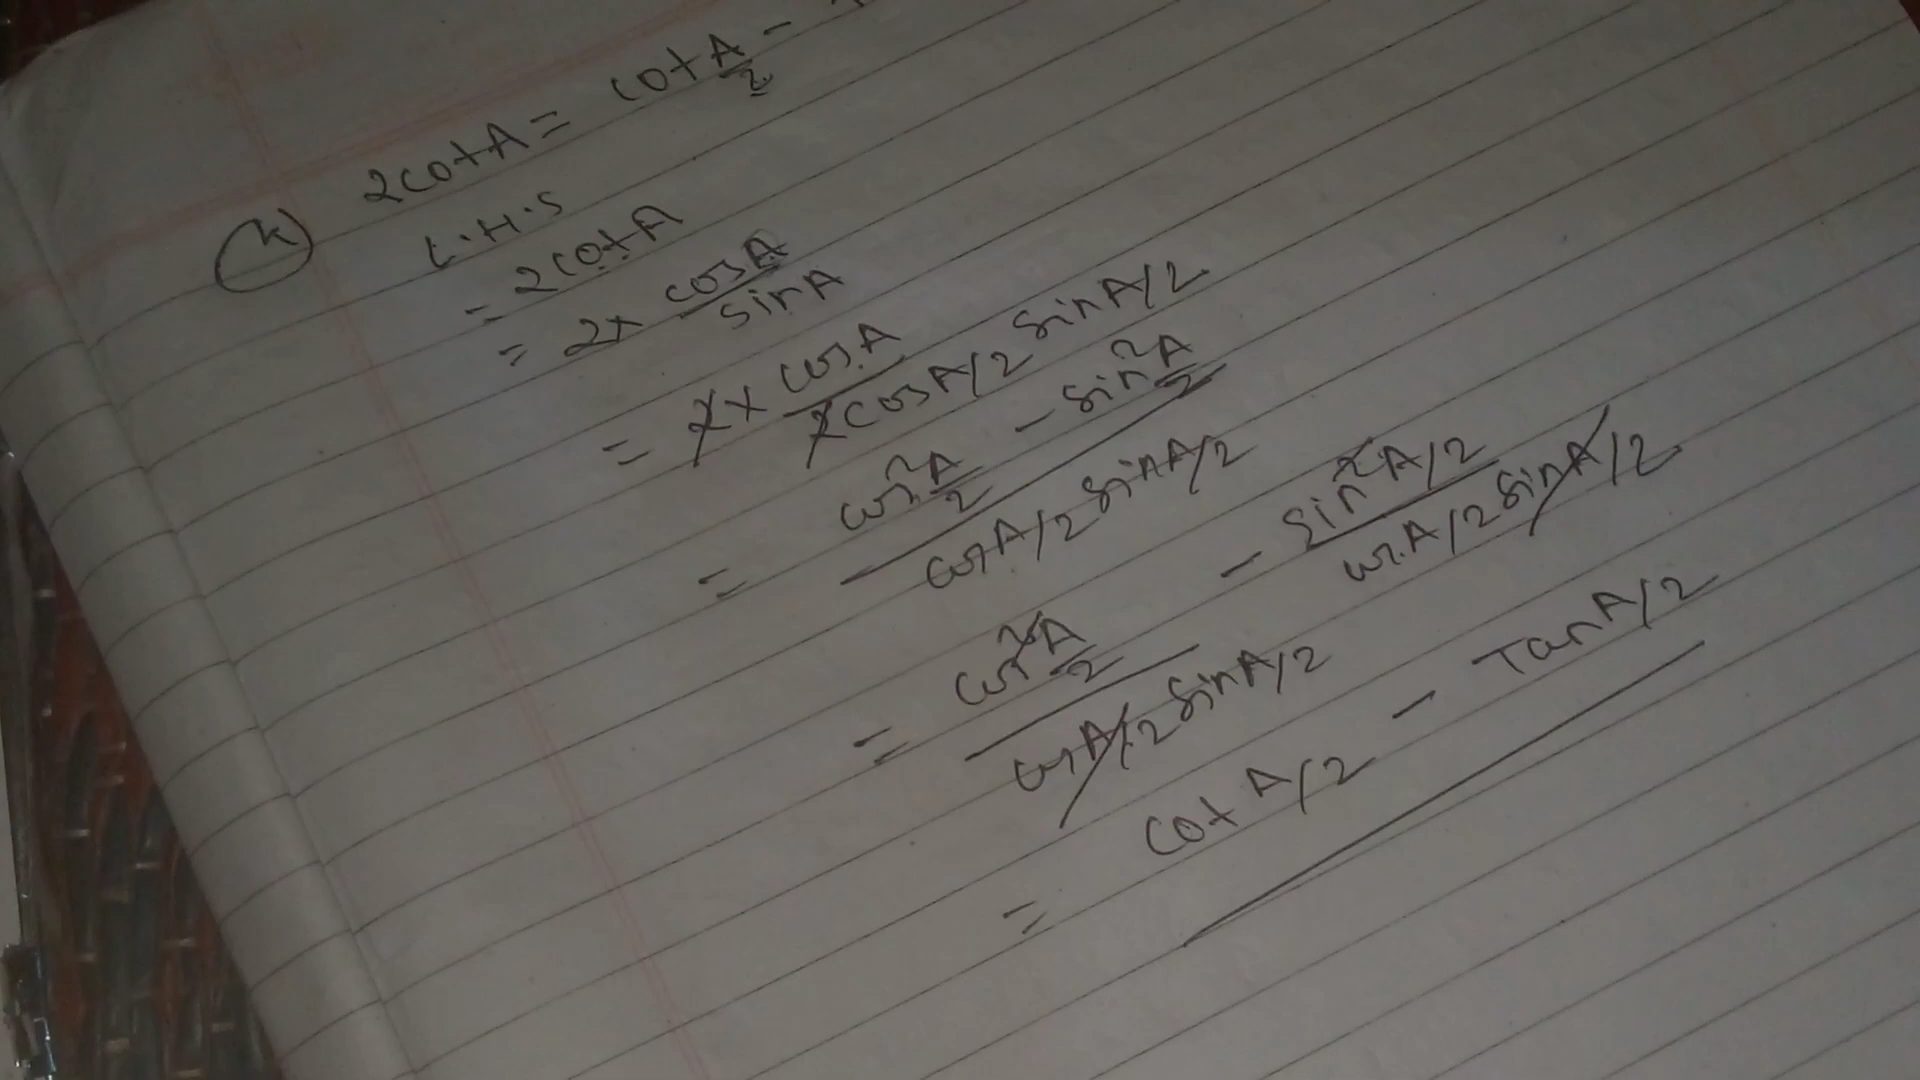 (k) 2cotA = cot A/2 -
L.H.S
= 2cotA
= 2x cosA/sinA
= 2 x cosA/2cosA/2 sinA/2
= cos²A/2 - sin²A/2 / cosA/2 sinA/2
= cos²A/2 / cosA/2 sinA/2 - sin²A/2 / cosA/2 sinA/2
= cot A/2 - TanA/2